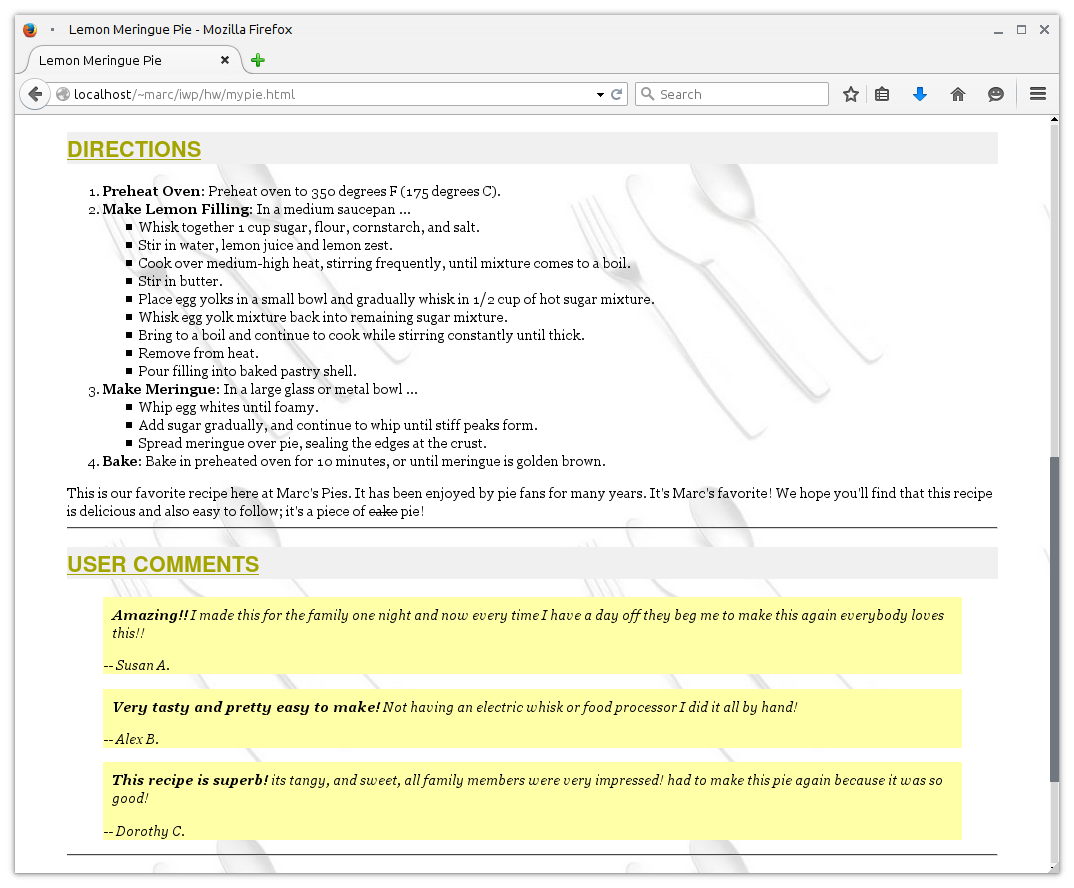 Lemon Meringue Pie - Mozilla Firefox
Lemon Meringue Pie
localhost/~marc/iwp/hw/mypie.html
Search
DIRECTIONS
1. Preheat Oven: Preheat oven to 350 degrees F (175 degrees C).
2. Make Lemon Filling: In a medium saucepan ...
Whisk together 1 cup sugar, flour, cornstarch, and salt.
Stir in water, lemon juice and lemon zest.
Cook over medium-high heat, stirring frequently, until mixture comes to a boil.
Stir in butter.
Place egg yolks in a small bowl and gradually whisk in 1/2 cup of hot sugar mixture.
Whisk egg yolk mixture back into remaining sugar mixture.
Bring to a boil and continue to cook while stirring constantly until thick.
Remove from heat.
Pour filling into baked pastry shell.
3. Make Meringue: In a large glass or metal bowl ...
Whip egg whites until foamy.
Add sugar gradually, and continue to whip until stiff peaks form.
Spread meringue over pie, sealing the edges at the crust.
4. Bake: Bake in preheated oven for 10 minutes, or until meringue is golden brown.
This is our favorite recipe here at Marc's Pies. It has been enjoyed by pie fans for many years. It's Marc's favorite! We hope you'll find that this recipe
is delicious and also easy to follow; it's a piece of cake pie!
USER COMMENTS
Amazing!! I made this for the family one night and now every time I have a day off they beg me to make this again everybody loves
this!!
-- Susan A.
Very tasty and pretty easy to make! Not having an electric whisk or food processor I did it all by hand!
-- Alex B.
This recipe is superb! its tangy, and sweet, all family members were very impressed! had to make this pie again because it was so
good!
-- Dorothy C.